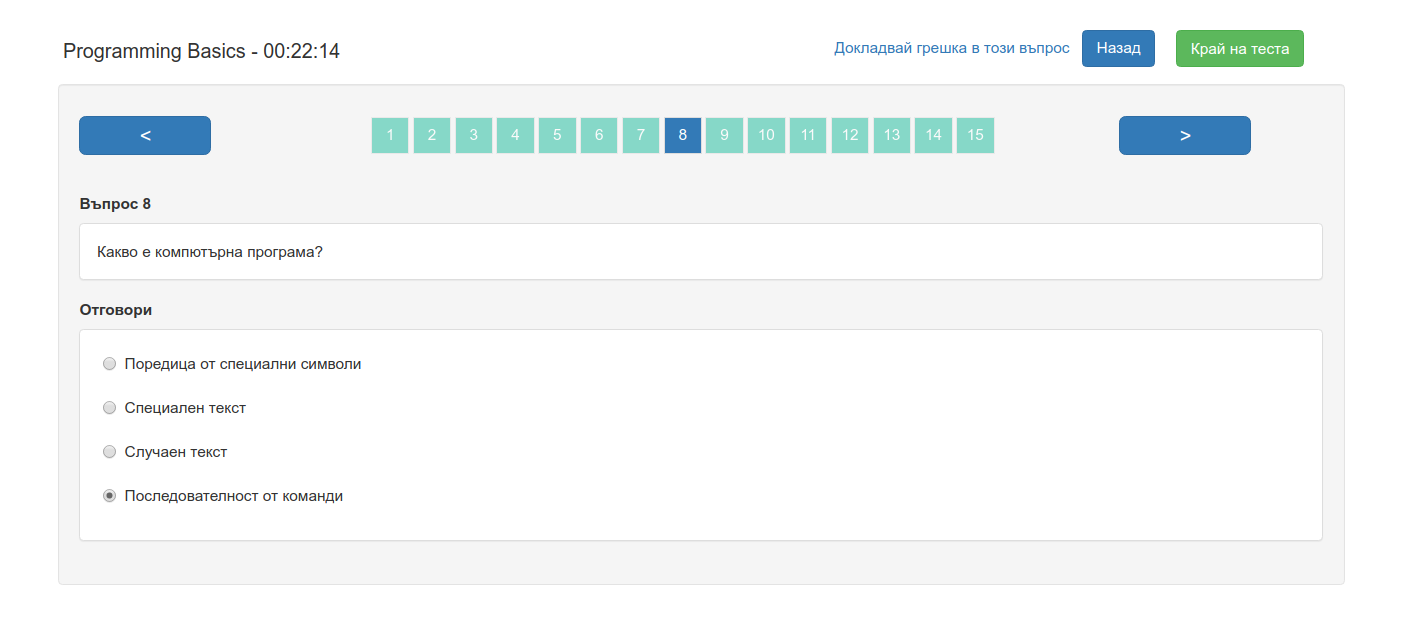 Programming Basics - 00:22:14
Докладвай грешка в този въпрос
Назад
Край на теста
<
1 2 3 4 5 6 7 8 9 10 11 12 13 14 15
>
Въпрос 8
Какво е компютърна програма?
Отговори
Поредица от специални символи
Специален текст
Случаен текст
Последователност от команди